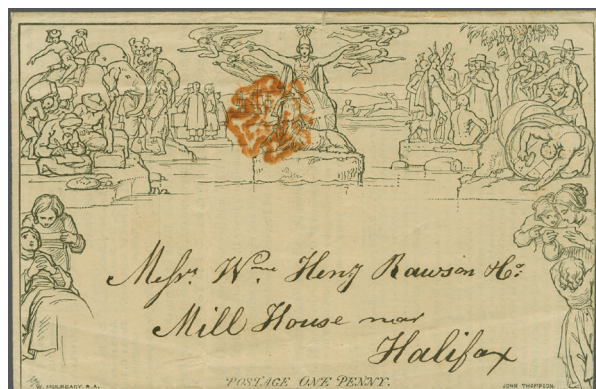 Messrs. Wm. Henry Rawson & Co:
Mill House near
Halifax
POSTAGE ONE PENNY.
W. MULREADY, R.A.
JOHN THOMPSON.